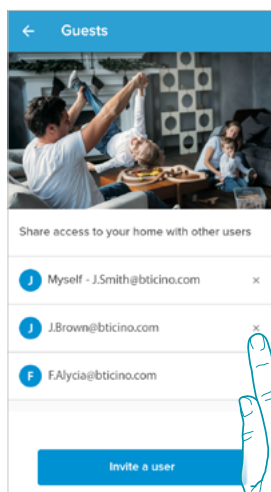 Guests
Share access to your home with other users
J Myself - J.Smith@bticino.com ×
J J.Brown@bticino.com ×
F F.Alycia@bticino.com
Invite a user